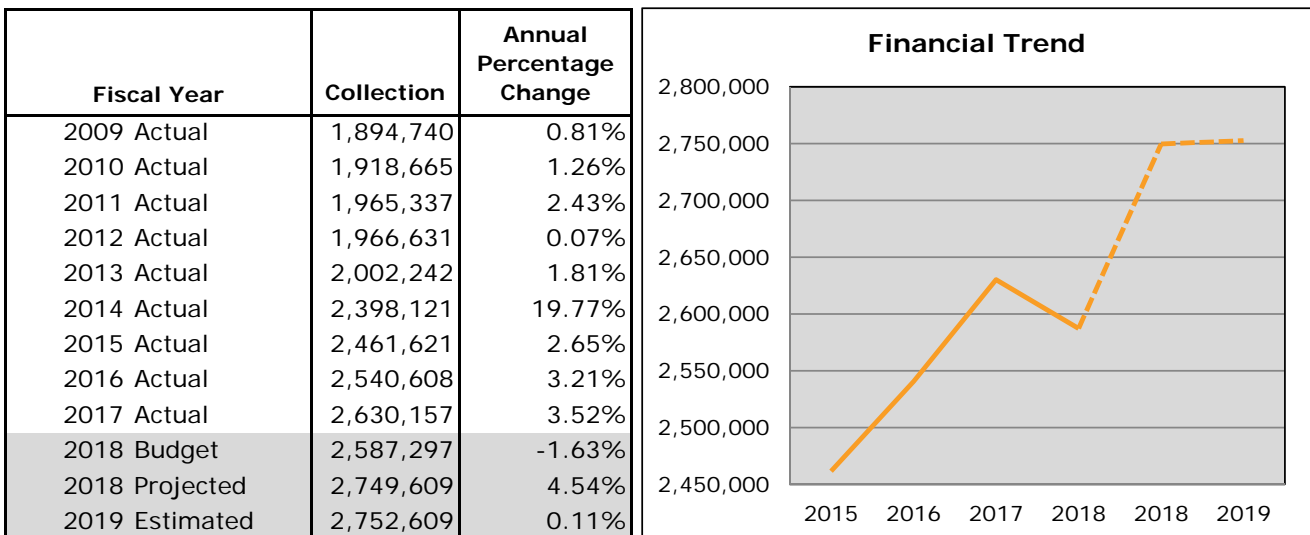 Annual
Percentage
Fiscal Year Collection Change
2009 Actual 1,894,740 0.81%
2010 Actual 1,918,665 1.26%
2011 Actual 1,965,337 2.43%
2012 Actual 1,966,631 0.07%
2013 Actual 2,002,242 1.81%
2014 Actual 2,398,121 19.77%
2015 Actual 2,461,621 2.65%
2016 Actual 2,540,608 3.21%
2017 Actual 2,630,157 3.52%
2018 Budget 2,587,297 -1.63%
2018 Projected 2,749,609 4.54%
2019 Estimated 2,752,609 0.11%
Financial Trend
2,800,000
2,750,000
2,700,000
2,650,000
2,600,000
2,550,000
2,500,000
2,450,000
2015 2016 2017 2018 2018 2019